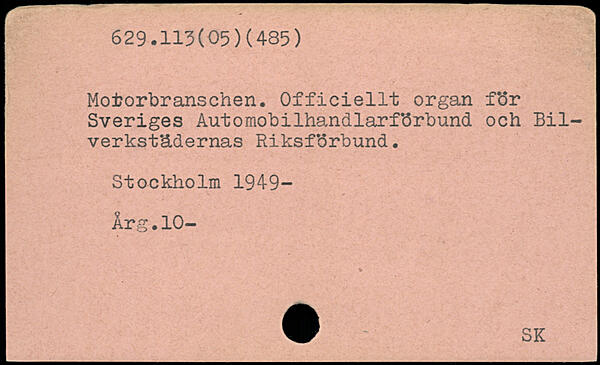 629.113(05)(485)
Motorbranschen. Officiellt organ för
Sveriges Automobilhandlarförbund och Bil-
verkstädernas Riksförbund.
Stockholm 1949-
Årg.10-
SK